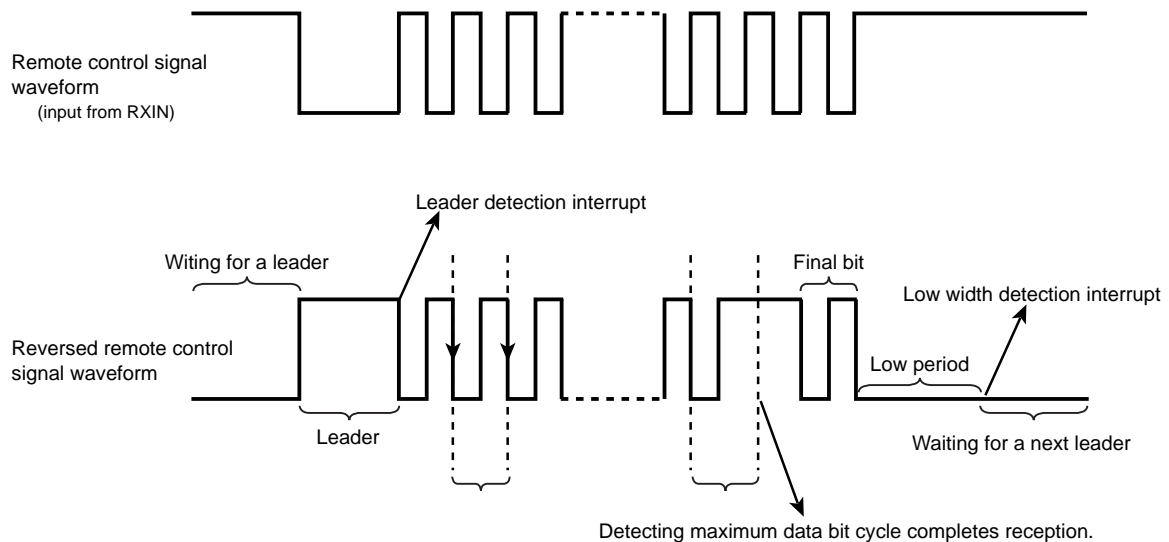 Remote control signal
waveform
(input from RXIN)
Leader detection interrupt
Witing for a leader
Final bit
Low width detection interrupt
Reversed remote control
signal waveform
Low period
Leader
Waiting for a next leader
Detecting maximum data bit cycle completes reception.